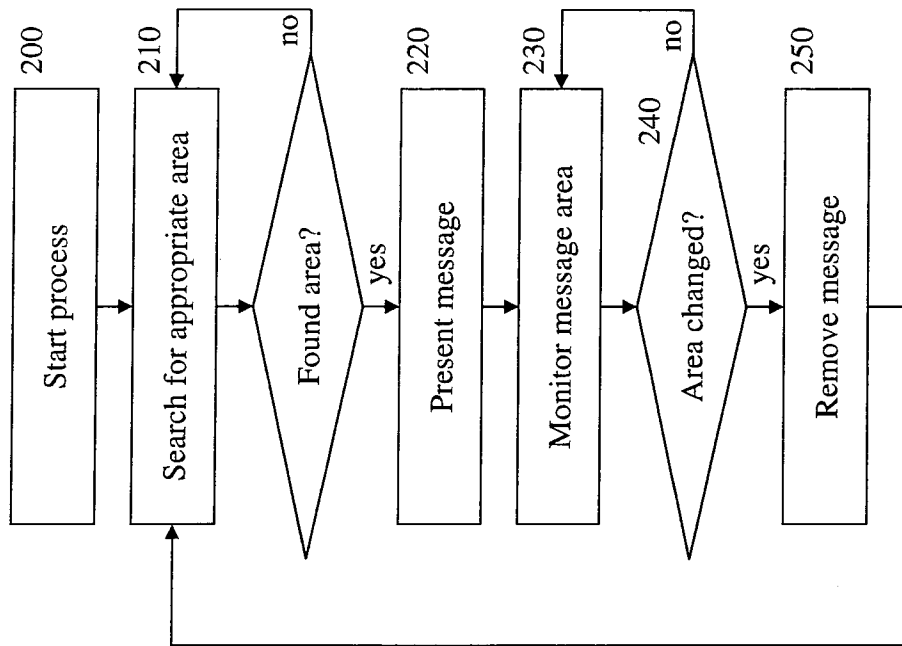 Start process
200
Search for appropriate area
210
Found area?
no
yes
Present message
220
Monitor message area
230
Area changed?
240
no
yes
Remove message
250